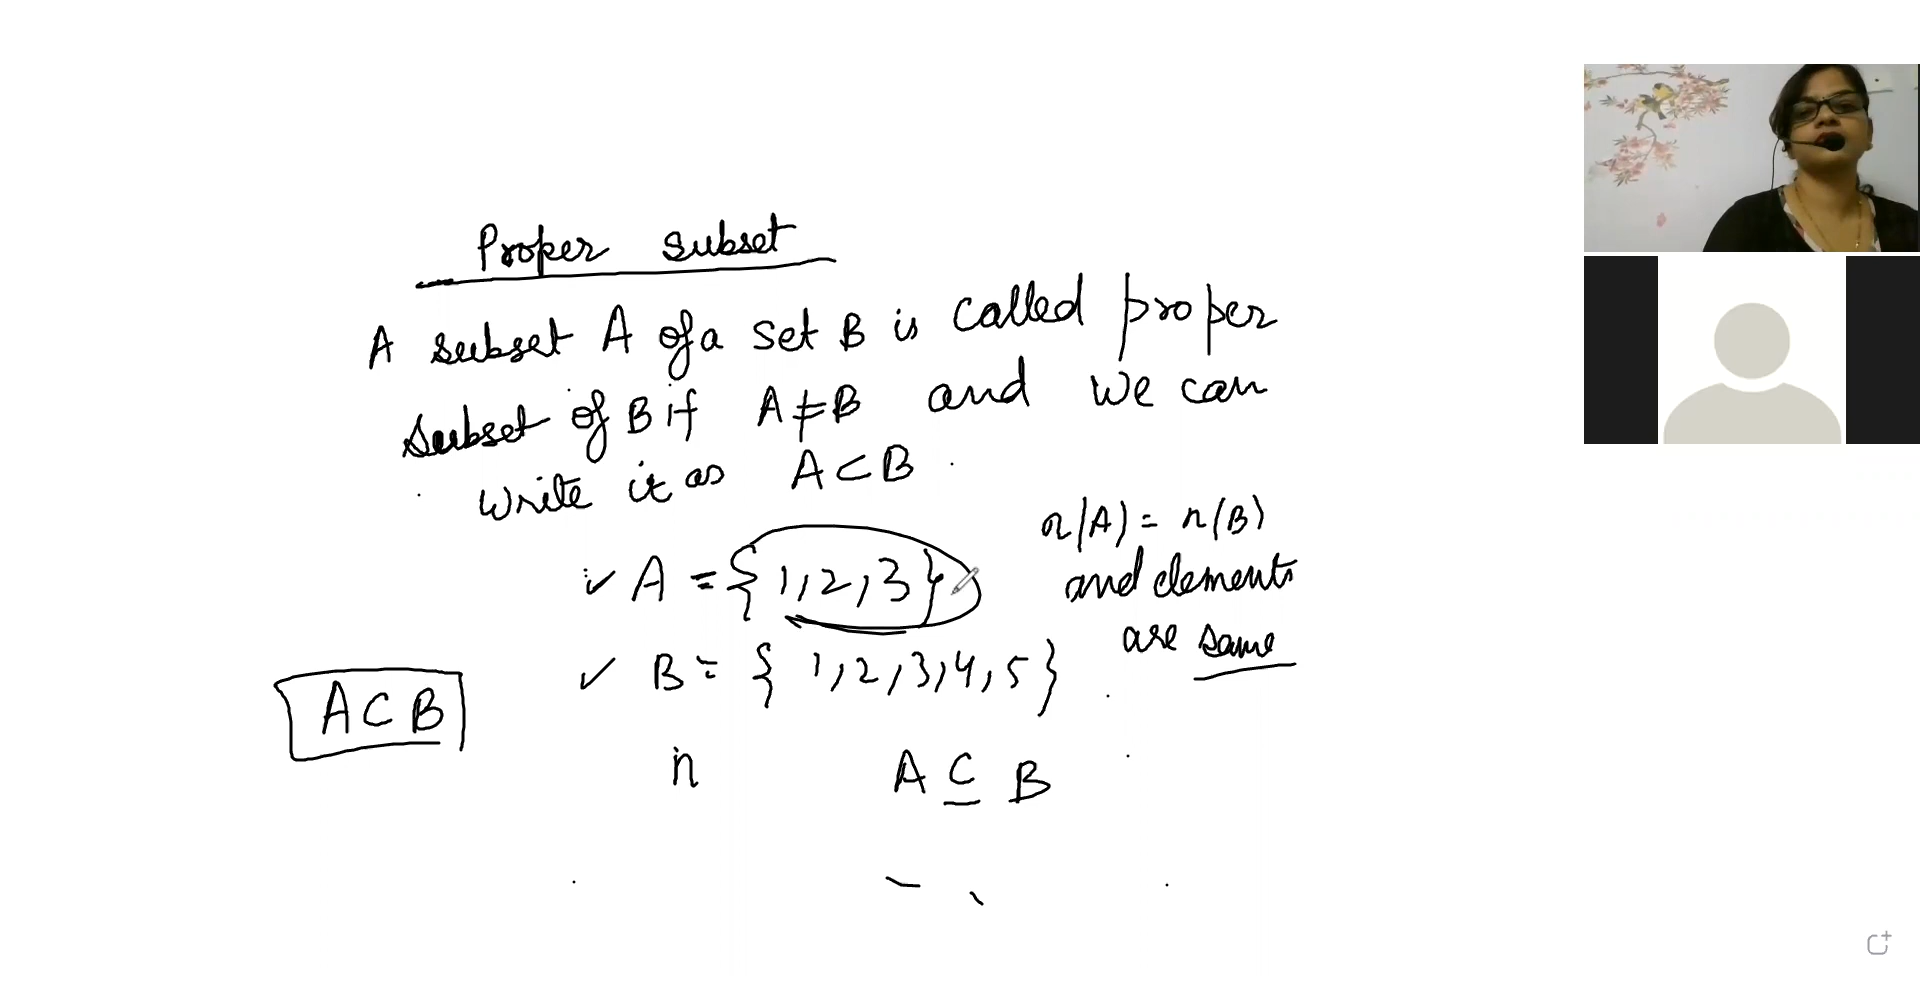 Proper subset
A subset A of a set B is called proper
subset of B if A ≠ B and we can
write it as A ⊂ B
n(A) = n(B)
and elements
are same
✓ A = {1, 2, 3}
✓ B = {1, 2, 3, 4, 5}
A ⊂ B
n
A ⊆ B